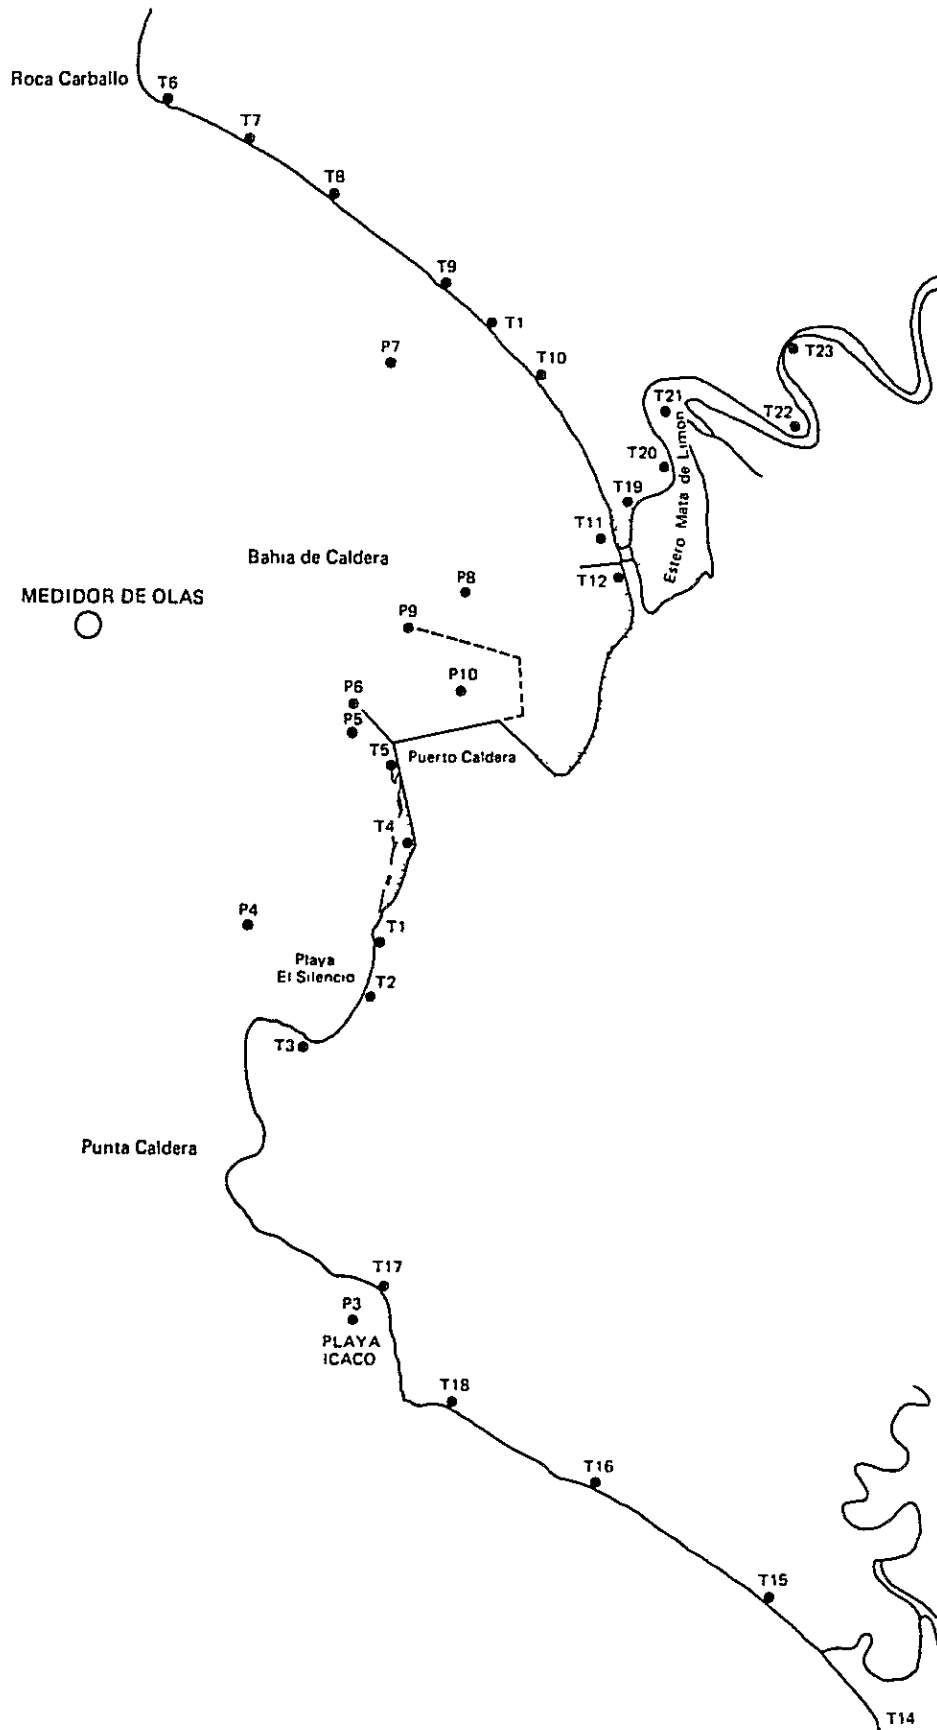 Roca Carballo
T6
T7
T8
T9
T1
P7
T10
T23
T21
T22
T20
T19
Estero Mata de Limon
T11
Bahia de Caldera
T12
P8
MEDIDOR DE OLAS
P9
P10
P6
P5
T5
Puerto Caldera
T4
P4
T1
Playa
El Silencio
T2
T3
Punta Caldera
T17
P3
PLAYA
ICACO
T18
T16
T15
T14